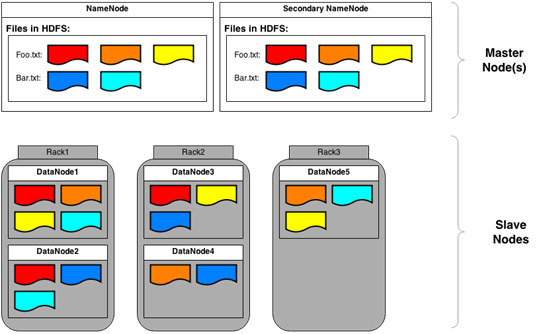 NameNode
Secondary NameNode
Files in HDFS:
Files in HDFS:
Foo.txt:
Foo.txt:
Bar.txt:
Bar.txt:
Master
Node(s)
Rack1
Rack2
Rack3
DataNode1
DataNode3
DataNode5
DataNode2
DataNode4
Slave
Nodes